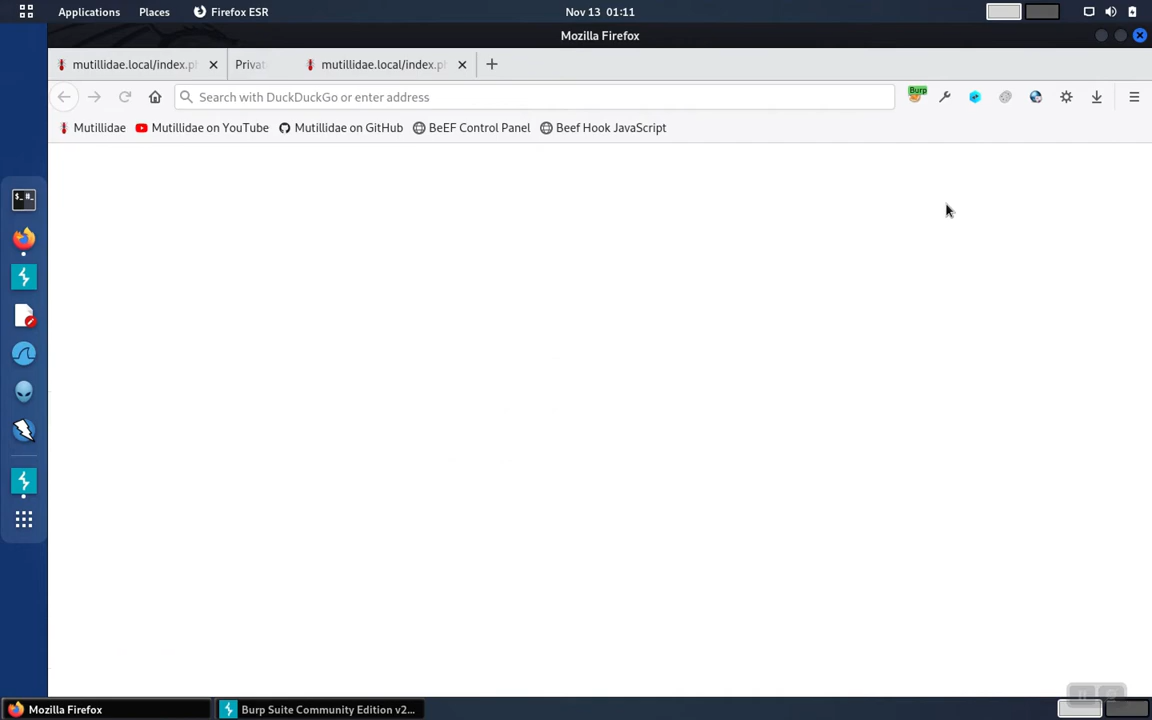 Applications Places Firefox ESR Nov 13 01:11
Mozilla Firefox
mutillidae.local/index.p Privat mutillidae.local/index.p
Burp
Search with DuckDuckGo or enter address
Mutillidae Mutillidae on YouTube Mutillidae on GitHub BeEF Control Panel Beef Hook JavaScript
Mozilla Firefox Burp Suite Community Edition v2...